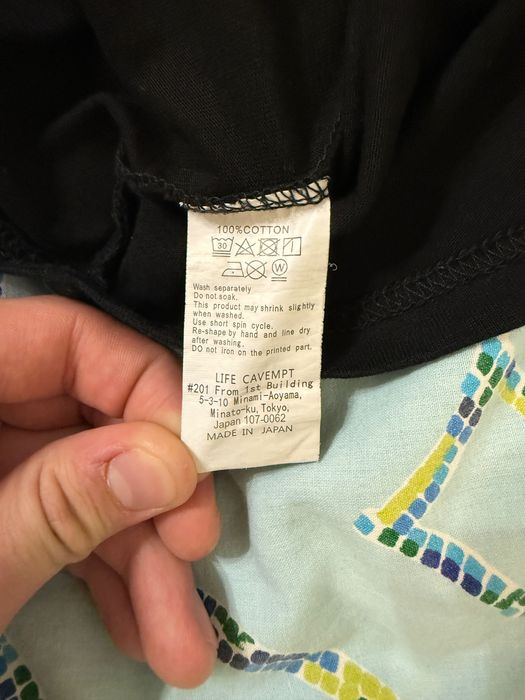 100%COTTON
30
W
Wash separately
Do not soak.
This product may shrink slightly
when washed.
Use short spin cycle.
Re-shape by hand and line dry
after washing.
DO not iron on the printed part.
LIFE CAVEMPT
#201 From 1st Building
5-3-10 Minami-Aoyama,
Minato-ku, Tokyo,
Japan 107-0062
MADE IN JAPAN